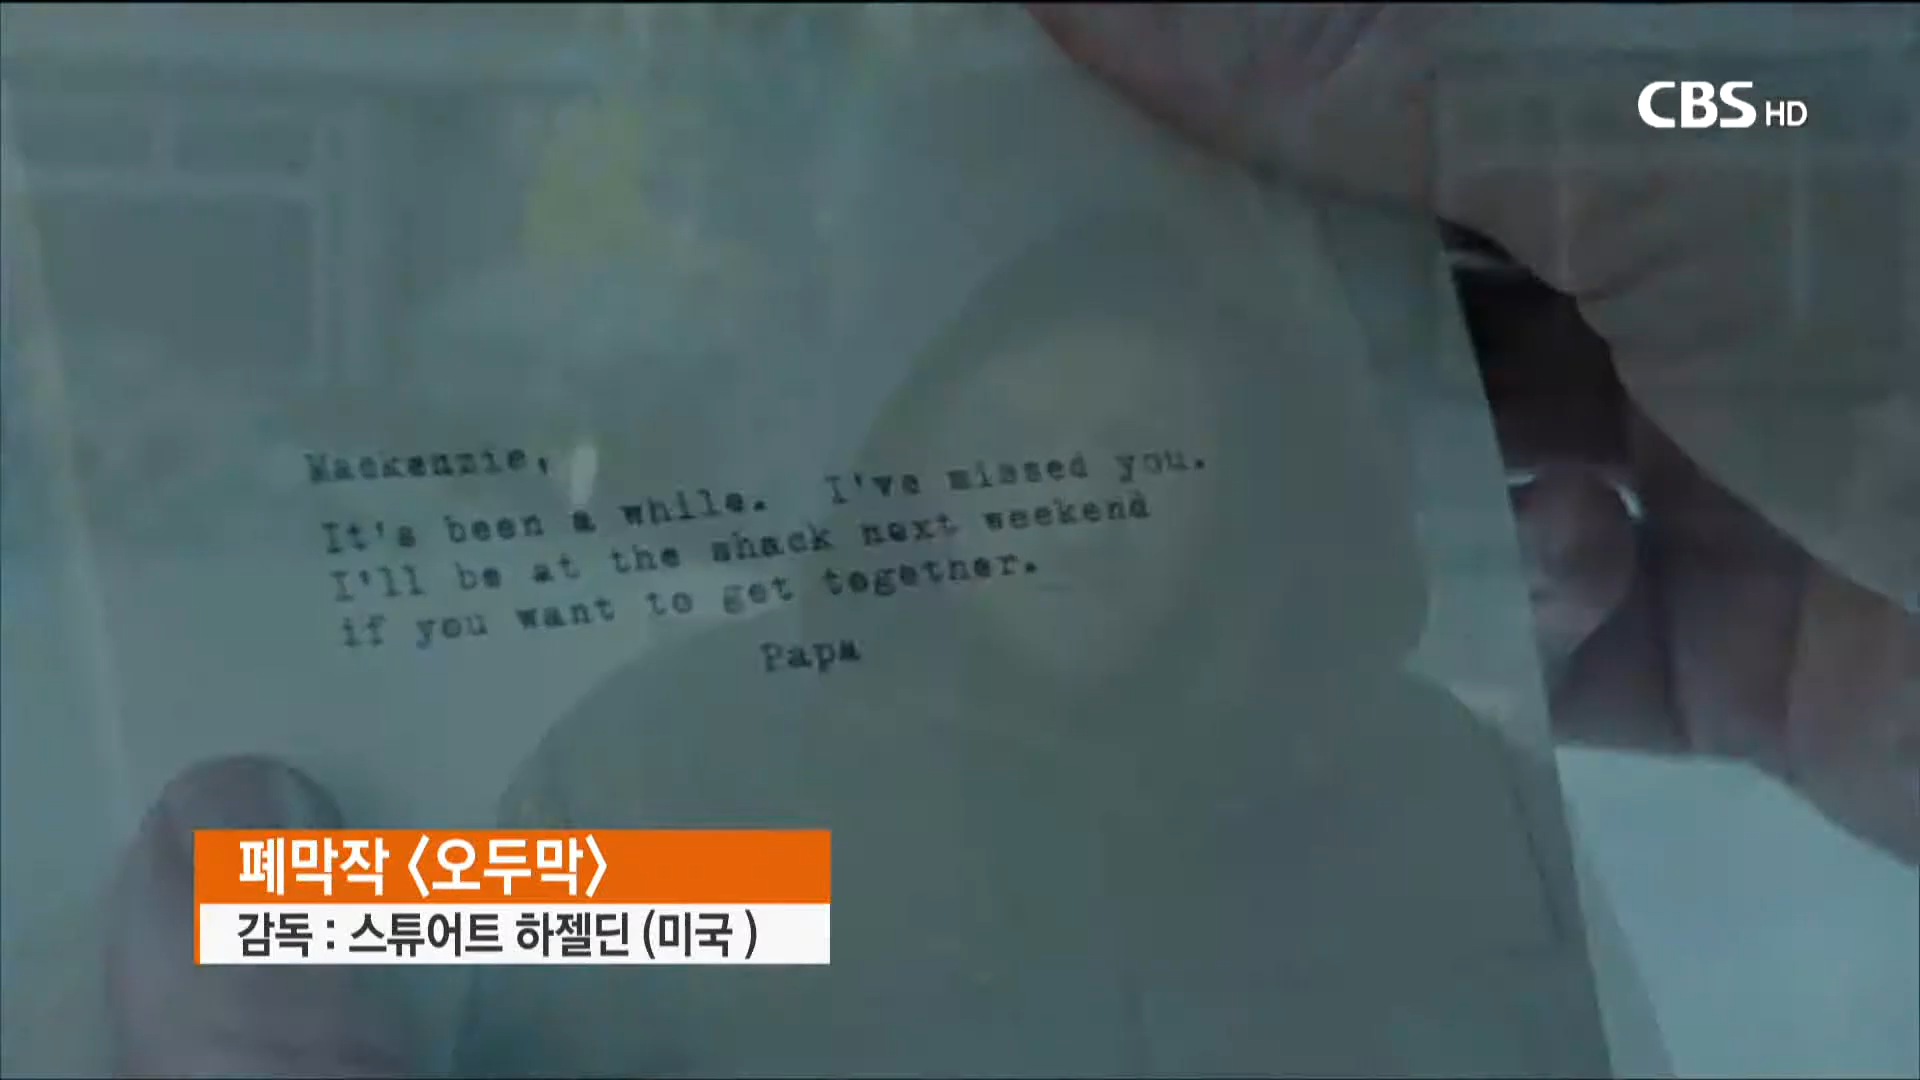 CBS HD
Mackenzie,
It's been a while. I've missed you.
I'll be at the shack next weekend
if you want to get together.
Papa
폐막작 〈오두막〉
감독 : 스튜어트 하젤딘 (미국 )